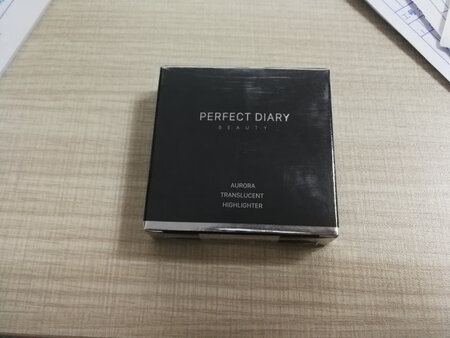 PERFECT DIARY
BEAUTY
AURORA
TRANSLUCENT
HIGHLIGHTER